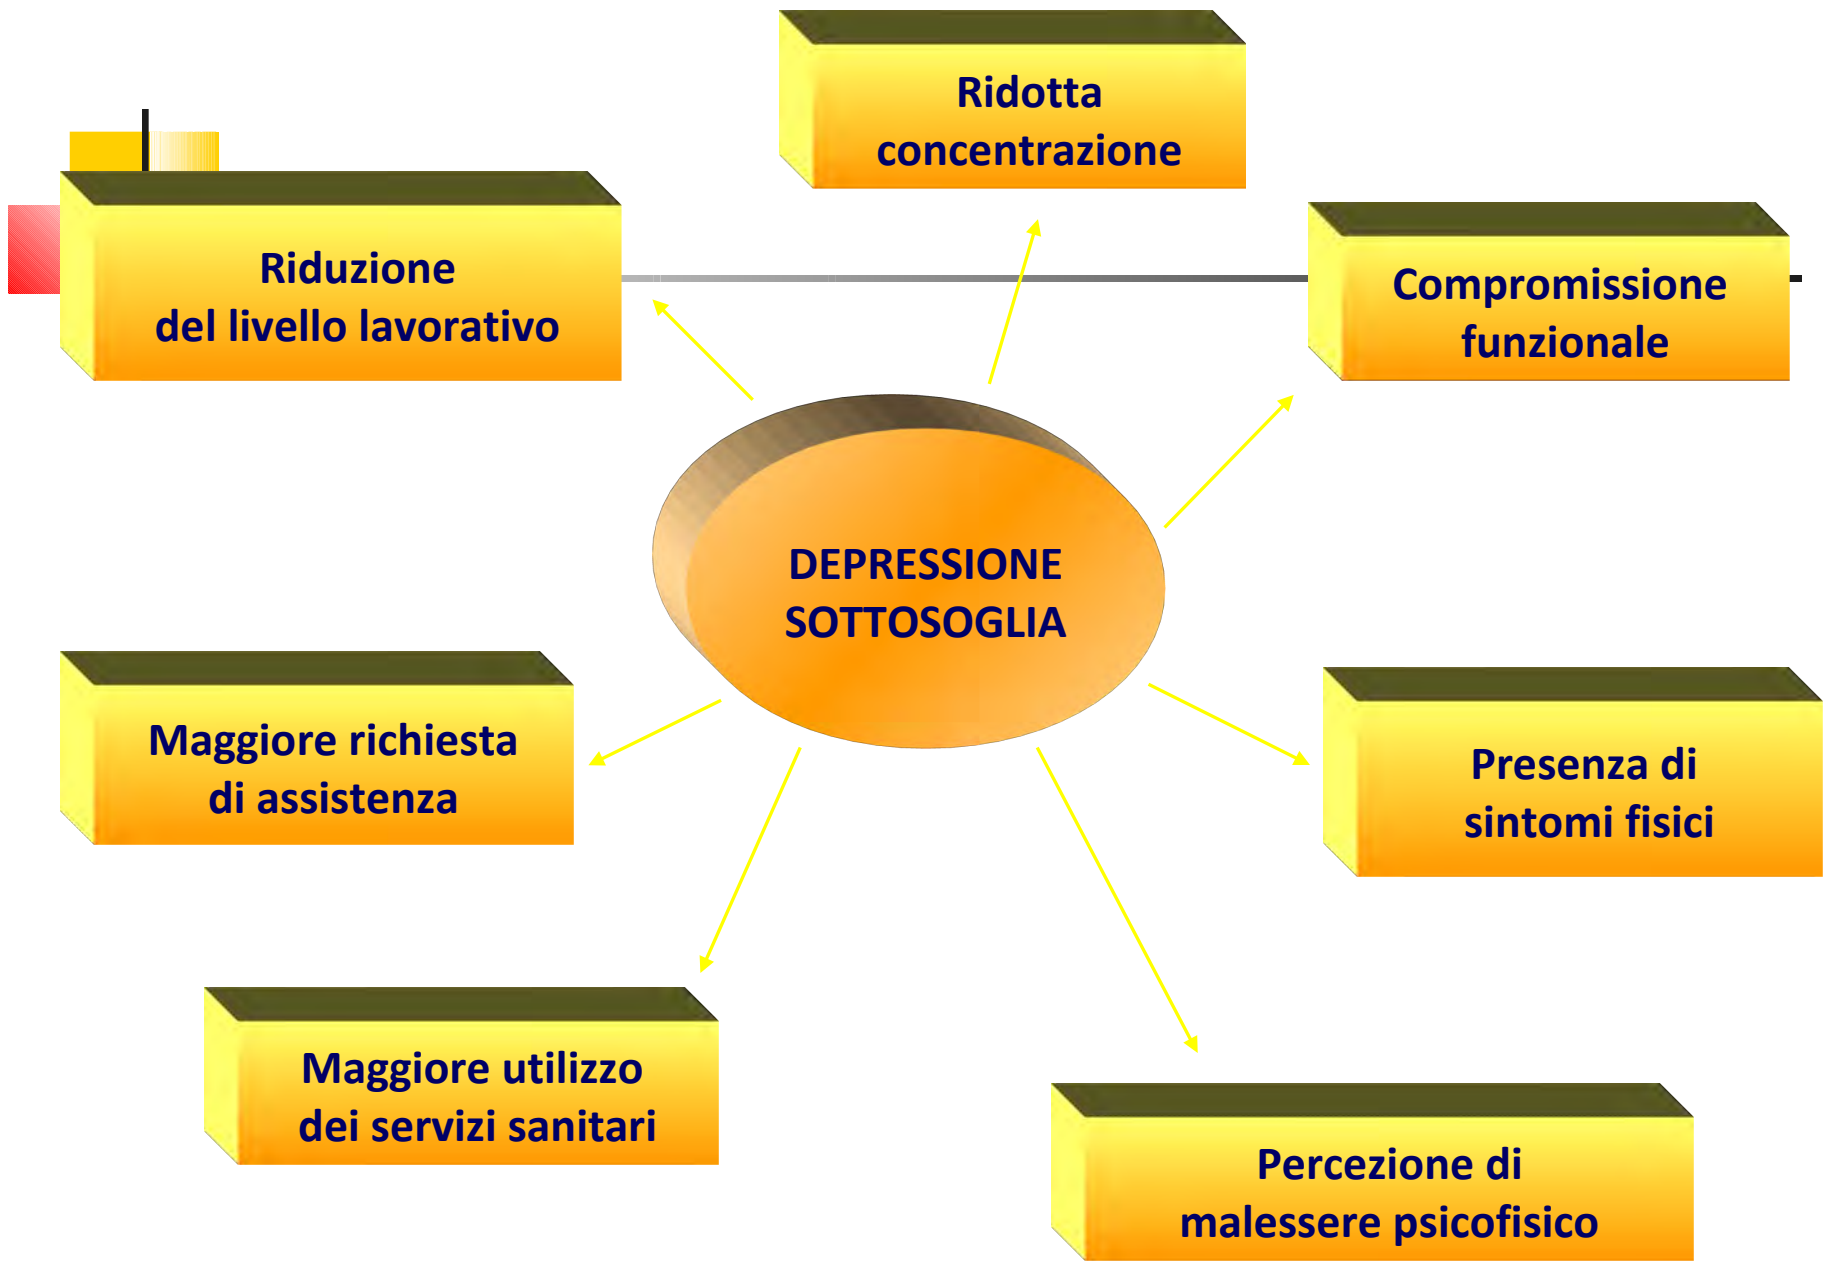 Ridotta
concentrazione
Riduzione
del livello lavorativo
Compromissione
funzionale
DEPRESSIONE
SOTTOSOGLIA
Maggiore richiesta
di assistenza
Presenza di
sintomi fisici
Maggiore utilizzo
dei servizi sanitari
Percezione di
malessere psicofisico